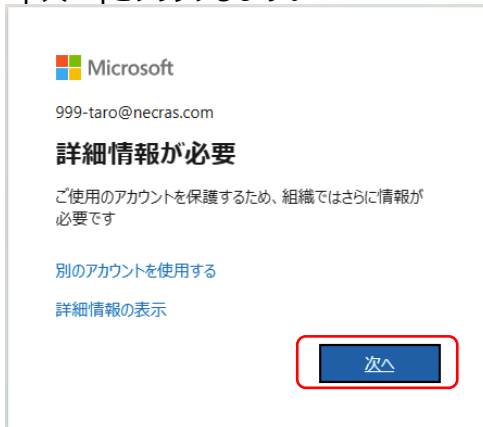 Microsoft
999-taro@necras.com
詳細情報が必要
ご使用のアカウントを保護するため、組織ではさらに情報が
必要です
別のアカウントを使用する
詳細情報の表示
次へ